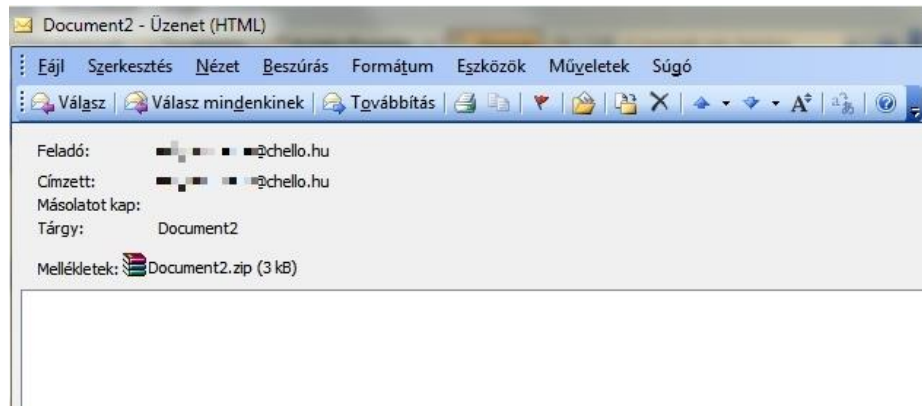 Document2 - Üzenet (HTML)
Fájl Szerkesztés Nézet Beszúrás Formátum Eszközök Műveletek Súgó
Válasz Válasz mindenkinek Továbbítás
Feladó: @chello.hu
Címzett: @chello.hu
Másolatot kap:
Tárgy: Document2
Mellékletek: Document2.zip (3 kB)